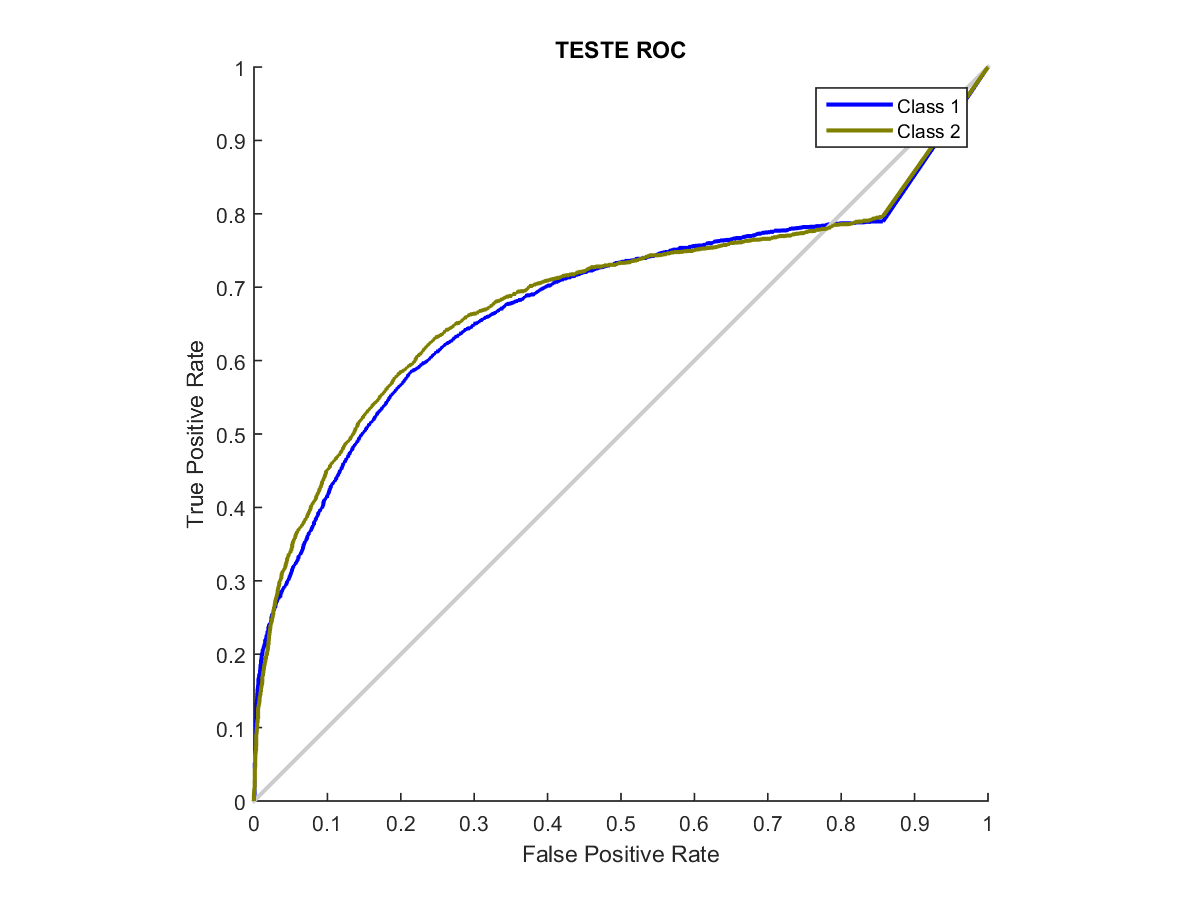 TESTE ROC
1
0.9
0.8
0.7
0.6
0.5
0.4
0.3
0.2
0.1
0
True Positive Rate
Class 1
Class 2
0 0.1 0.2 0.3 0.4 0.5 0.6 0.7 0.8 0.9 1
False Positive Rate